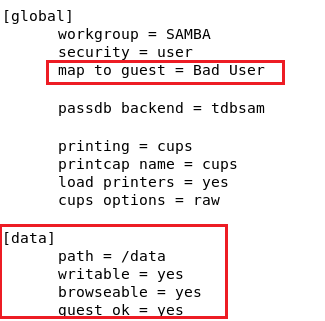 [global]
workgroup = SAMBA
security = user
map to guest = Bad User
passdb backend = tdbsam
printing = cups
printcap name = cups
load printers = yes
cups options = raw
[data]
path = /data
writable = yes
browseable = yes
guest ok = yes